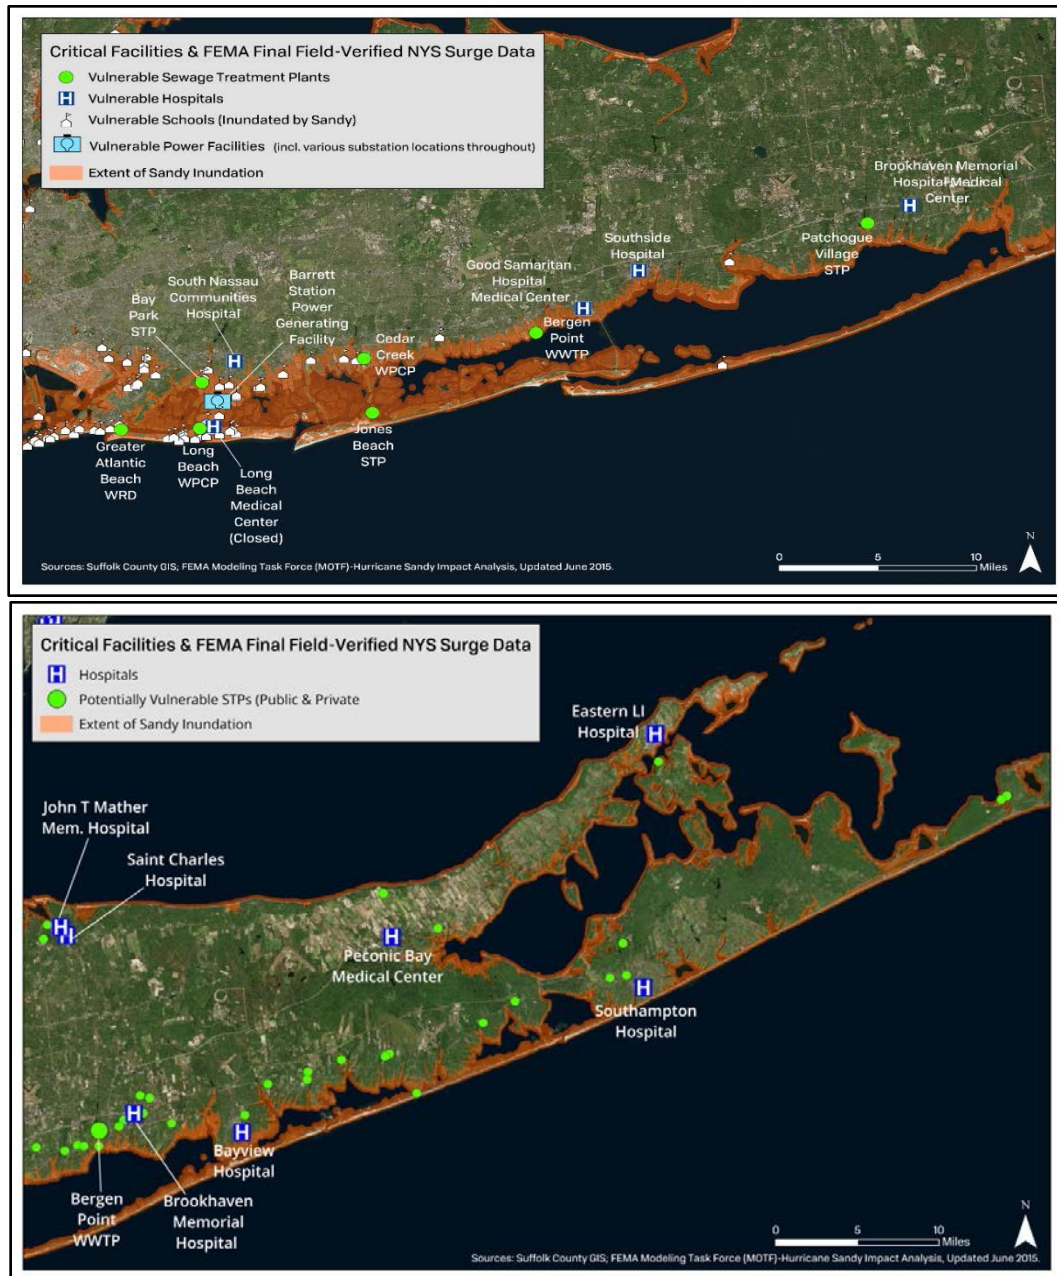 Critical Facilities & FEMA Final Field-Verified NYS Surge Data
Vulnerable Sewage Treatment Plants
H
Vulnerable Hospitals
Vulnerable Schools (Inundated by Sandy)
Vulnerable Power Facilities (incl. various substation locations throughout)
Extent of Sandy Inundation
Brookhaven Memorial
Hospital Medical
Center
H
Patchogue
Village
STP
Southside
Hospital
H
Good Samaritan
Hospital
Medical Center
H
Bergen
Point
WWTP
Barrett
Station
Power
Generating
Facility
South Nassau
Communities
Hospital
H
Bay
Park
STP
Cedar
Creek
WPCP
Jones
Beach
STP
Greater
Atlantic
Beach
WRD
Long
Beach
WPCP
H
Long
Beach
Medical
Center
(Closed)
N
0 5 10
Miles
Sources: Suffolk County GIS; FEMA Modeling Task Force (MOTF)-Hurricane Sandy Impact Analysis, Updated June 2015.
Critical Facilities & FEMA Final Field-Verified NYS Surge Data
H
Hospitals
Potentially Vulnerable STPs (Public & Private
Extent of Sandy Inundation
Eastern LI
Hospital
H
John T Mather
Mem. Hospital
H
Saint Charles
Hospital
H
H
Peconic Bay
Medical Center
H
Southampton
Hospital
H
H
Bayview
Hospital
Bergen
Point
WWTP
Brookhaven
Memorial
Hospital
N
0 5 10
Miles
Sources: Suffolk County GIS; FEMA Modeling Task Force (MOTF)-Hurricane Sandy Impact Analysis, Updated June 2015.